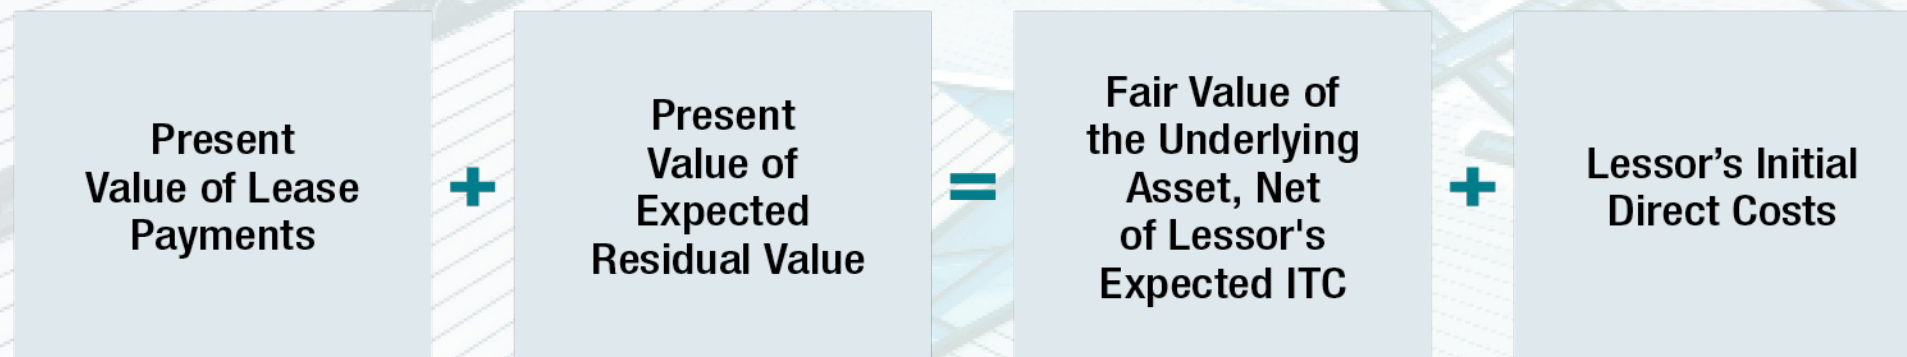 Present
Value of Lease
Payments
+
Present
Value of
Expected
Residual Value
=
Fair Value of
the Underlying
Asset, Net
of Lessor's
Expected ITC
+
Lessor’s Initial
Direct Costs